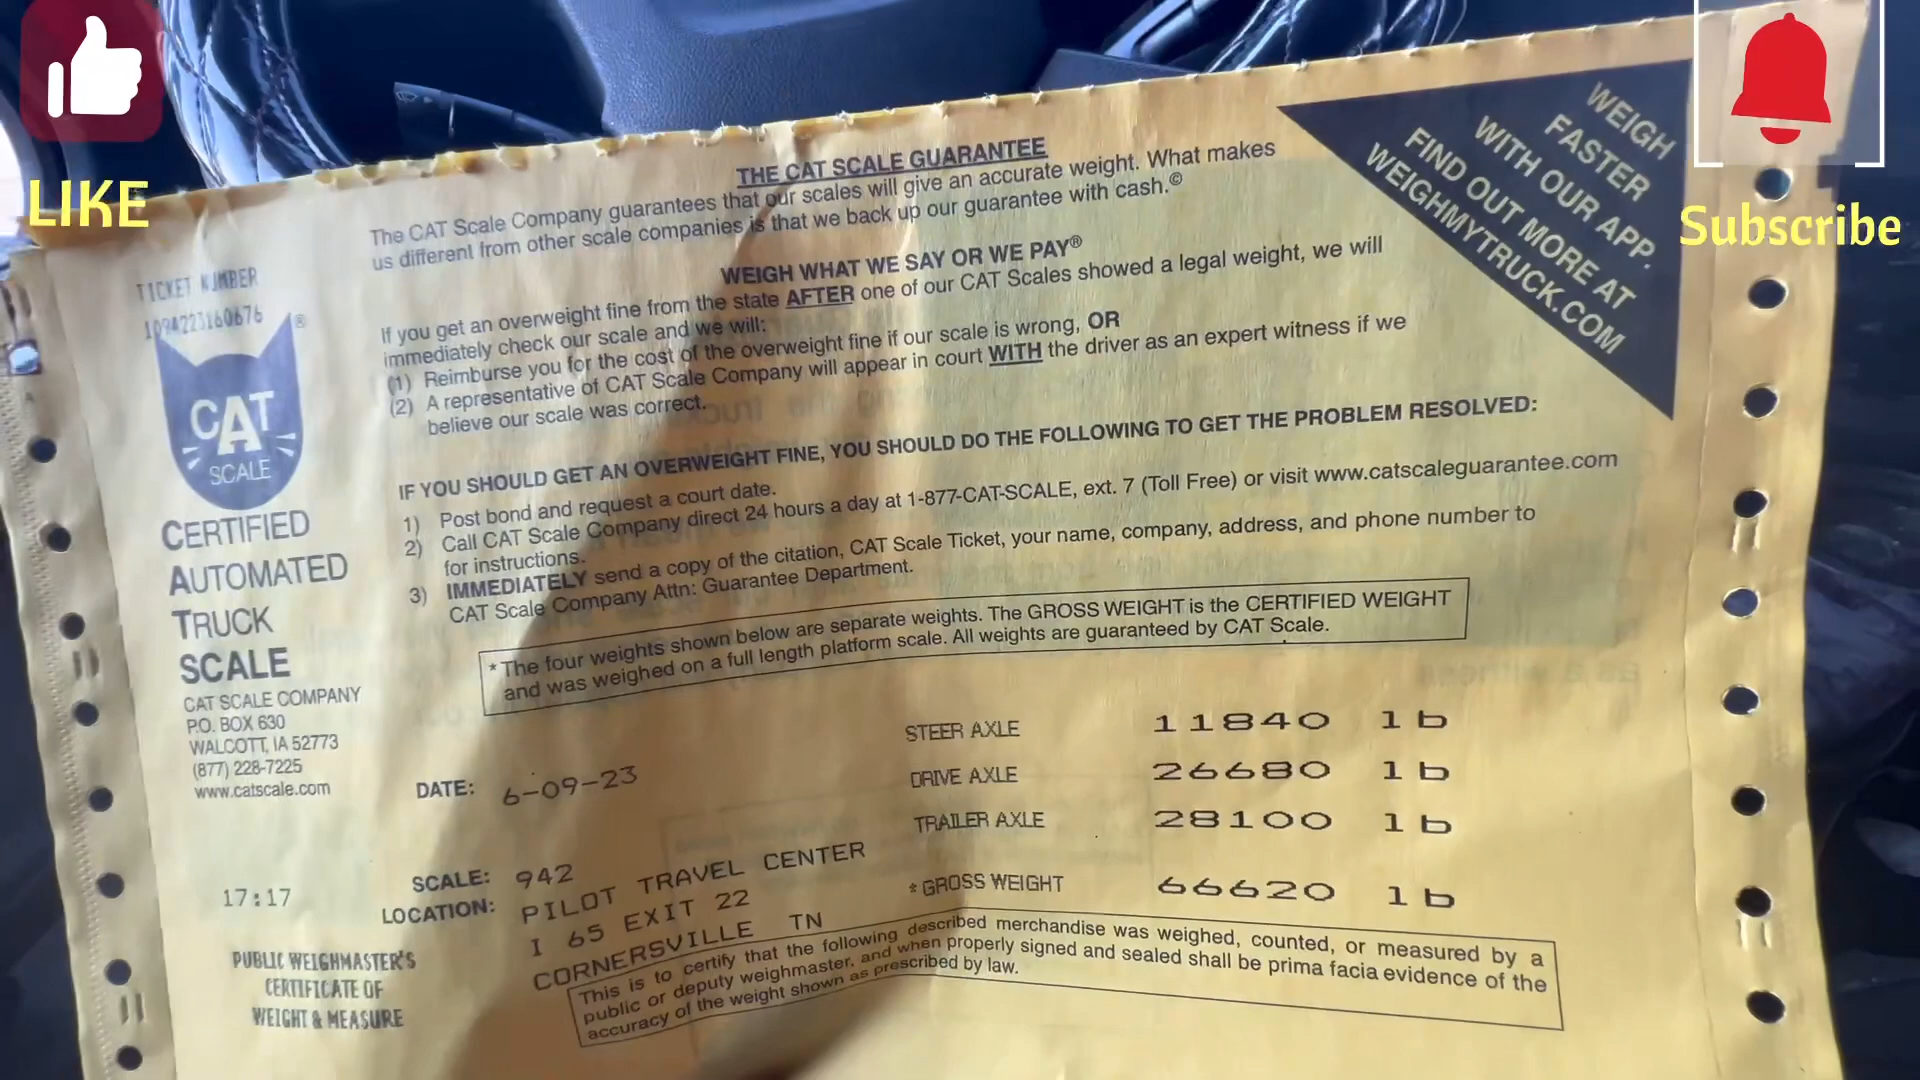 LIKE
Subscribe
WEIGH
FASTER
WITH OUR APP.
FIND OUT MORE AT
WEIGHMYTRUCK.COM
THE CAT SCALE GUARANTEE
The CAT Scale Company guarantees that our scales will give an accurate weight. What makes
us different from other scale companies is that we back up our guarantee with cash.©
WEIGH WHAT WE SAY OR WE PAY®
If you get an overweight fine from the state AFTER one of our CAT Scales showed a legal weight, we will
immediately check our scale and we will:
(1) Reimburse you for the cost of the overweight fine if our scale is wrong, OR
(2) A representative of CAT Scale Company will appear in court WITH the driver as an expert witness if we
believe our scale was correct.
IF YOU SHOULD GET AN OVERWEIGHT FINE, YOU SHOULD DO THE FOLLOWING TO GET THE PROBLEM RESOLVED:
1) Post bond and request a court date.
2) Call CAT Scale Company direct 24 hours a day at 1-877-CAT-SCALE, ext. 7 (Toll Free) or visit www.catscaleguarantee.com
for instructions.
3) IMMEDIATELY send a copy of the citation, CAT Scale Ticket, your name, company, address, and phone number to
CAT Scale Company Attn: Guarantee Department.
* The four weights shown below are separate weights. The GROSS WEIGHT is the CERTIFIED WEIGHT
and was weighed on a full length platform scale. All weights are guaranteed by CAT Scale.
TICKET NUMBER
1094223160676
®
CAT
SCALE
CERTIFIED
AUTOMATED
TRUCK
SCALE
CAT SCALE COMPANY
P.O. BOX 630
WALCOTT, IA 52773
(877) 228-7225
www.catscale.com
17:17
PUBLIC WEIGHMASTER'S
CERTIFICATE OF
WEIGHT & MEASURE
DATE: 6-09-23
SCALE: 942
LOCATION: PILOT TRAVEL CENTER
I 65 EXIT 22
CORNERSVILLE TN
STEER AXLE 11840 lb
DRIVE AXLE 26680 lb
TRAILER AXLE 28100 lb
* GROSS WEIGHT 66620 lb
This is to certify that the following described merchandise was weighed, counted, or measured by a
public or deputy weighmaster, and when properly signed and sealed shall be prima facia evidence of the
accuracy of the weight shown as prescribed by law.